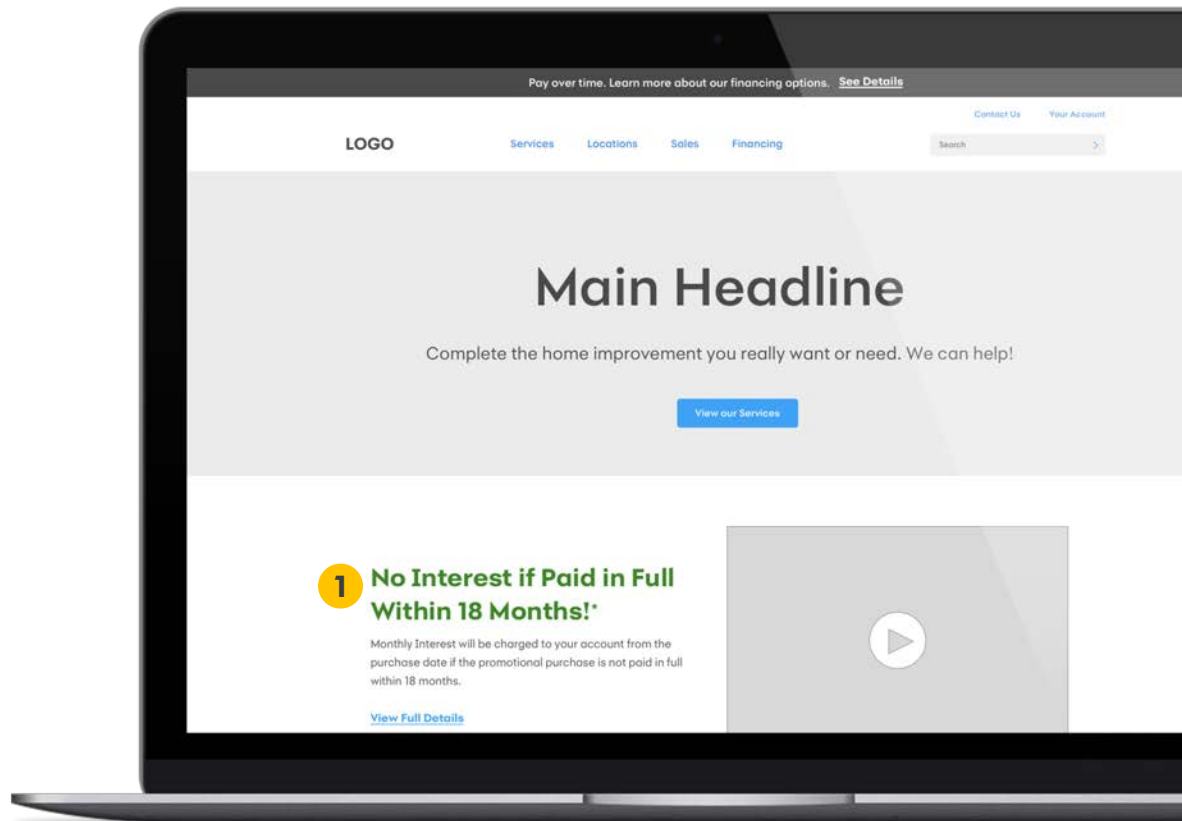 Pay over time. Learn more about our financing options. See Details
Contact Us Your Account
LOGO Services Locations Sales Financing Search
Main Headline
Complete the home improvement you really want or need. We can help!
View our Services
1 No Interest if Paid in Full
Within 18 Months!*
Monthly Interest will be charged to your account from the
purchase date if the promotional purchase is not paid in full
within 18 months.
View Full Details